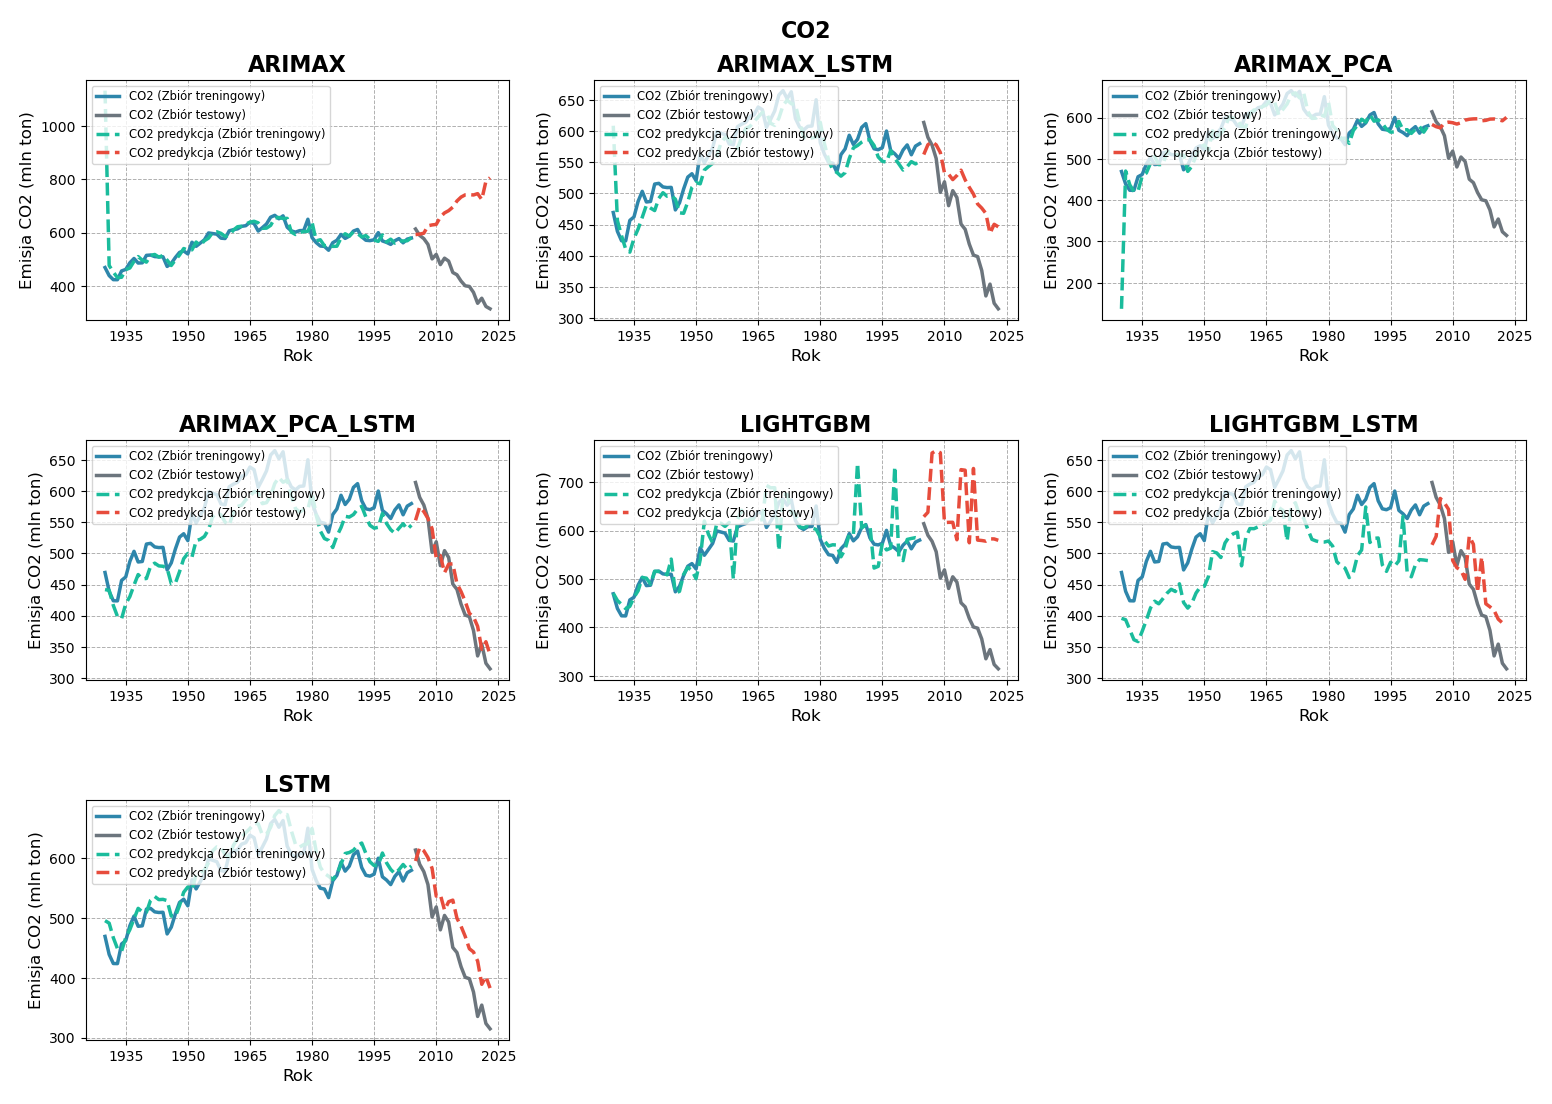 CO2
ARIMAX
Emisja CO2 (mln ton)
1000
800
600
400
CO2 (Zbiór treningowy)
CO2 (Zbiór testowy)
CO2 predykcja (Zbiór treningowy)
CO2 predykcja (Zbiór testowy)
1935 1950 1965 1980 1995 2010 2025
Rok
ARIMAX_LSTM
Emisja CO2 (mln ton)
650
600
550
500
450
400
350
300
CO2 (Zbiór treningowy)
CO2 (Zbiór testowy)
CO2 predykcja (Zbiór treningowy)
CO2 predykcja (Zbiór testowy)
1935 1950 1965 1980 1995 2010 2025
Rok
ARIMAX_PCA
Emisja CO2 (mln ton)
600
500
400
300
200
CO2 (Zbiór treningowy)
CO2 (Zbiór testowy)
CO2 predykcja (Zbiór treningowy)
CO2 predykcja (Zbiór testowy)
1935 1950 1965 1980 1995 2010 2025
Rok
ARIMAX_PCA_LSTM
Emisja CO2 (mln ton)
650
600
550
500
450
400
350
300
CO2 (Zbiór treningowy)
CO2 (Zbiór testowy)
CO2 predykcja (Zbiór treningowy)
CO2 predykcja (Zbiór testowy)
1935 1950 1965 1980 1995 2010 2025
Rok
LIGHTGBM
Emisja CO2 (mln ton)
700
600
500
400
300
CO2 (Zbiór treningowy)
CO2 (Zbiór testowy)
CO2 predykcja (Zbiór treningowy)
CO2 predykcja (Zbiór testowy)
1935 1950 1965 1980 1995 2010 2025
Rok
LIGHTGBM_LSTM
Emisja CO2 (mln ton)
650
600
550
500
450
400
350
300
CO2 (Zbiór treningowy)
CO2 (Zbiór testowy)
CO2 predykcja (Zbiór treningowy)
CO2 predykcja (Zbiór testowy)
1935 1950 1965 1980 1995 2010 2025
Rok
LSTM
Emisja CO2 (mln ton)
600
500
400
300
CO2 (Zbiór treningowy)
CO2 (Zbiór testowy)
CO2 predykcja (Zbiór treningowy)
CO2 predykcja (Zbiór testowy)
1935 1950 1965 1980 1995 2010 2025
Rok